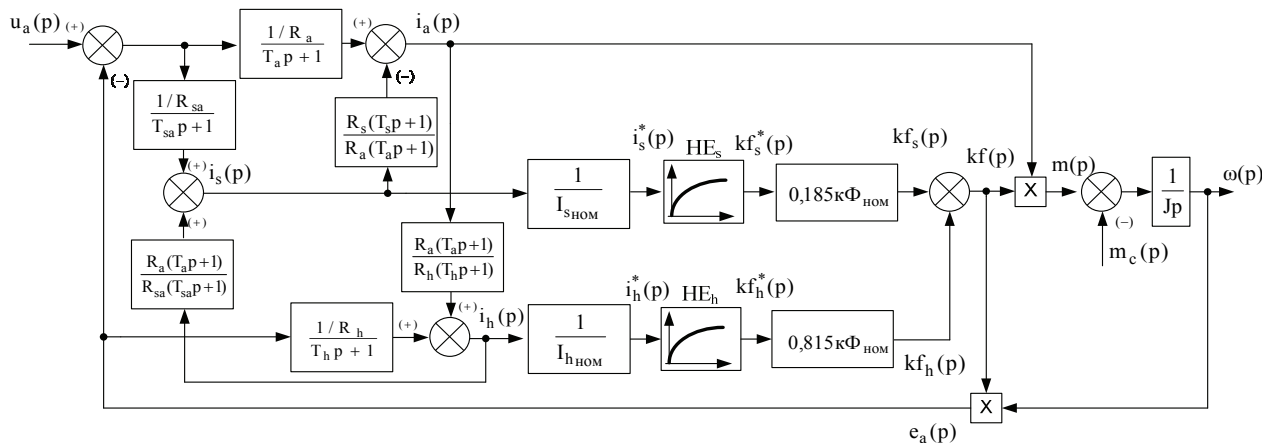 u_a(p) (+)
(−)
1/R_a
T_a p+1
(+)
i_a(p)
(−)
1/R_sa
T_sa p+1
R_s(T_s p+1)
R_a(T_a p+1)
(+) i_s(p)
(+)
1
I_sном
i_s^*(p)
HE_s
kf_s^*(p)
0,185кФ_ном
kf_s(p)
kf(p)
X
m(p)
(−)
m_c(p)
1
Jp
ω(p)
R_a(T_a p+1)
R_sa(T_sa p+1)
R_a(T_a p+1)
R_h(T_h p+1)
1/R_h
T_h p+1
(+)
(+) i_h(p)
1
I_hном
i_h^*(p)
HE_h
kf_h^*(p)
0,815кФ_ном
kf_h(p)
X
e_a(p)